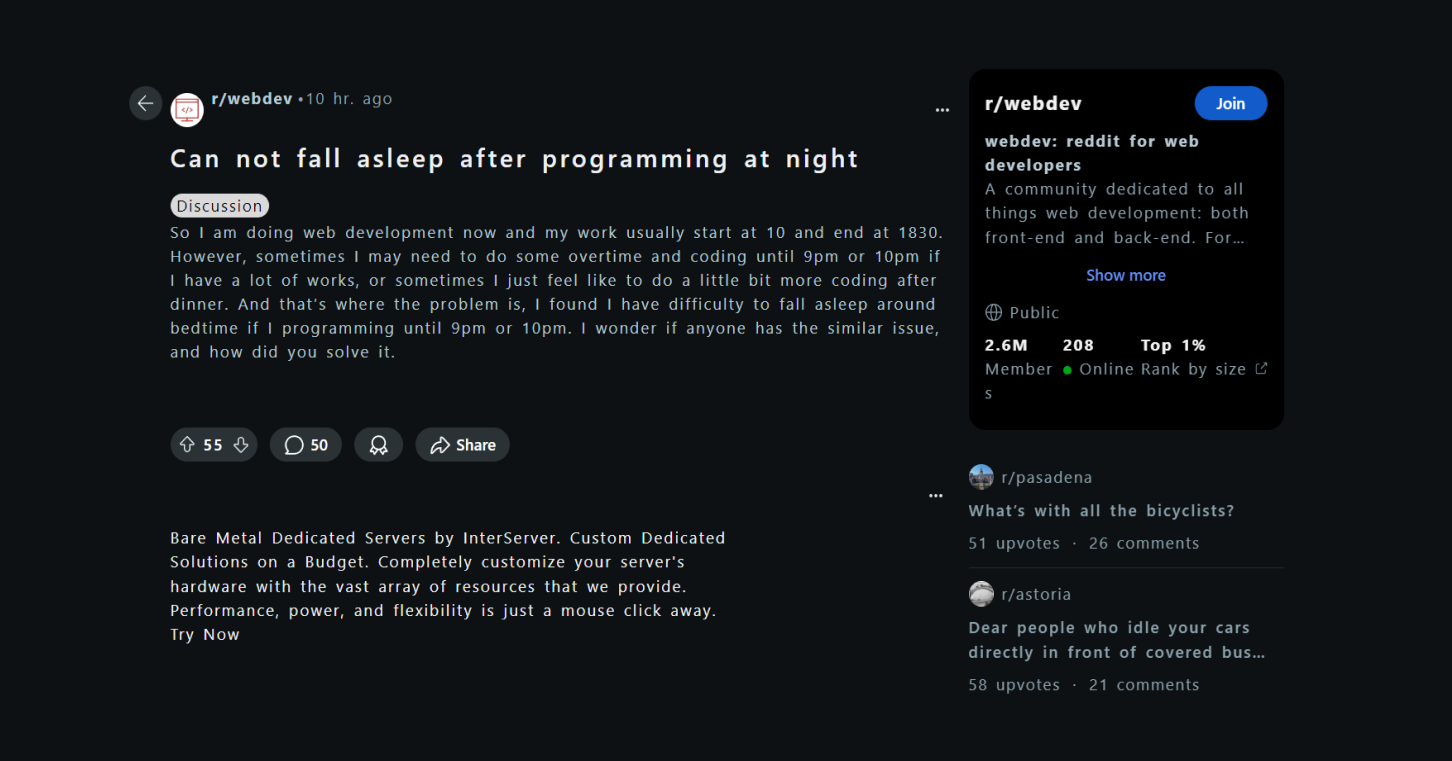 r/webdev • 10 hr. ago
Can not fall asleep after programming at night
Discussion
So I am doing web development now and my work usually start at 10 and end at 1830.
However, sometimes I may need to do some overtime and coding until 9pm or 10pm if
I have a lot of works, or sometimes I just feel like to do a little bit more coding after
dinner. And that’s where the problem is, I found I have difficulty to fall asleep around
bedtime if I programming until 9pm or 10pm. I wonder if anyone has the similar issue,
and how did you solve it.
55
50
Share
Bare Metal Dedicated Servers by InterServer. Custom Dedicated
Solutions on a Budget. Completely customize your server's
hardware with the vast array of resources that we provide.
Performance, power, and flexibility is just a mouse click away.
Try Now
r/webdev
Join
webdev: reddit for web
developers
A community dedicated to all
things web development: both
front-end and back-end. For…
Show more
Public
2.6M 208 Top 1%
Member Online Rank by size
s
r/pasadena
What’s with all the bicyclists?
51 upvotes · 26 comments
r/astoria
Dear people who idle your cars
directly in front of covered bus…
58 upvotes · 21 comments